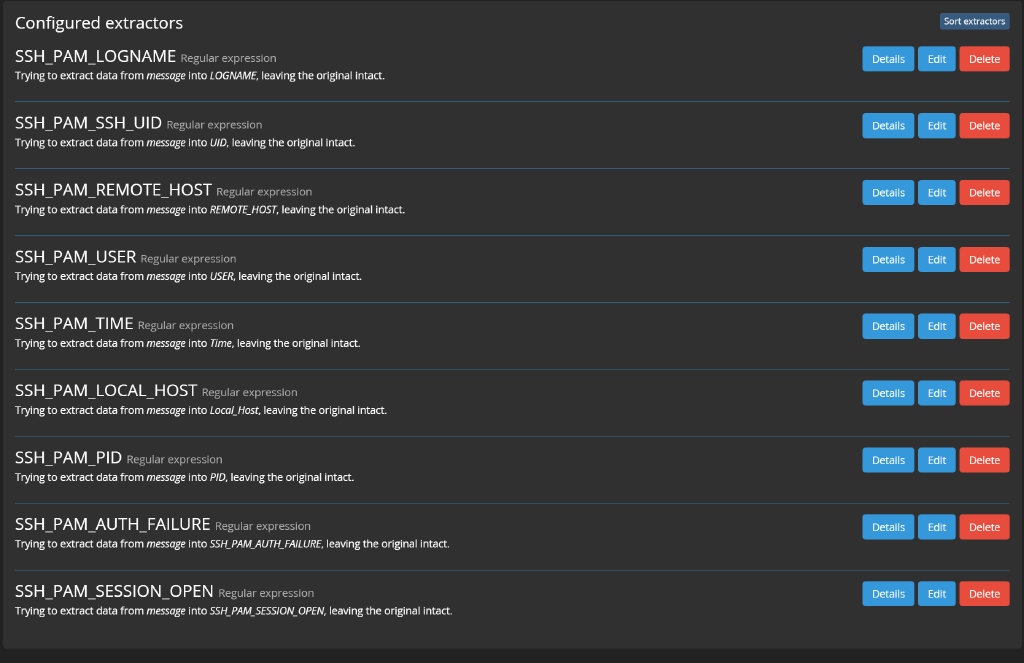 Configured extractors
Sort extractors
SSH_PAM_LOGNAME Regular expression
Details Edit Delete
Trying to extract data from message into LOGNAME, leaving the original intact.
SSH_PAM_SSH_UID Regular expression
Details Edit Delete
Trying to extract data from message into UID, leaving the original intact.
SSH_PAM_REMOTE_HOST Regular expression
Details Edit Delete
Trying to extract data from message into REMOTE_HOST, leaving the original intact.
SSH_PAM_USER Regular expression
Details Edit Delete
Trying to extract data from message into USER, leaving the original intact.
SSH_PAM_TIME Regular expression
Details Edit Delete
Trying to extract data from message into Time, leaving the original intact.
SSH_PAM_LOCAL_HOST Regular expression
Details Edit Delete
Trying to extract data from message into Local_Host, leaving the original intact.
SSH_PAM_PID Regular expression
Details Edit Delete
Trying to extract data from message into PID, leaving the original intact.
SSH_PAM_AUTH_FAILURE Regular expression
Details Edit Delete
Trying to extract data from message into SSH_PAM_AUTH_FAILURE, leaving the original intact.
SSH_PAM_SESSION_OPEN Regular expression
Details Edit Delete
Trying to extract data from message into SSH_PAM_SESSION_OPEN, leaving the original intact.